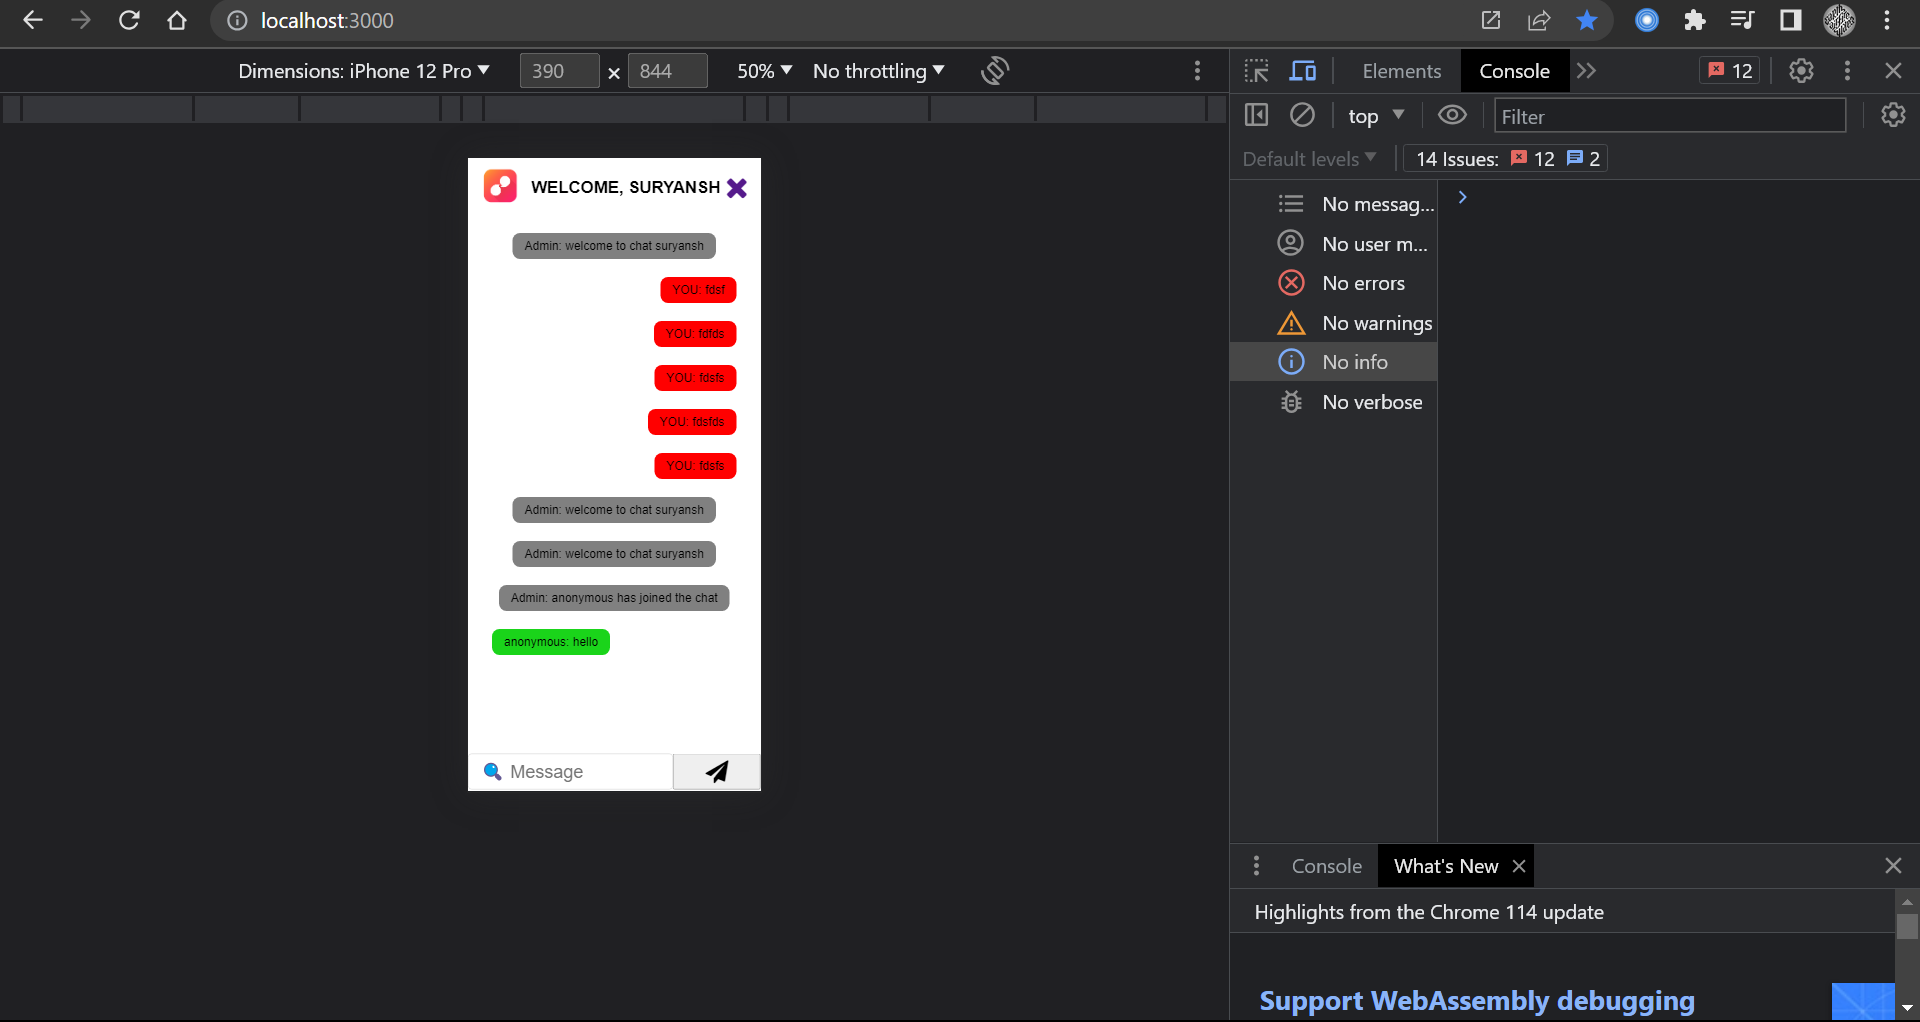 localhost:3000
Dimensions: iPhone 12 Pro 390 × 844 50% No throttling
Elements Console 12
top Filter
Default levels 14 Issues: 12 2
WELCOME, SURYANSH
Admin: welcome to chat suryansh
YOU: fdsf
YOU: fdfds
YOU: fdsfs
YOU: fdsfds
YOU: fdsfs
Admin: welcome to chat suryansh
Admin: welcome to chat suryansh
Admin: anonymous has joined the chat
anonymous: hello
Message
No messag...
No user m...
No errors
No warnings
No info
No verbose
Console What's New
Highlights from the Chrome 114 update
Support WebAssembly debugging